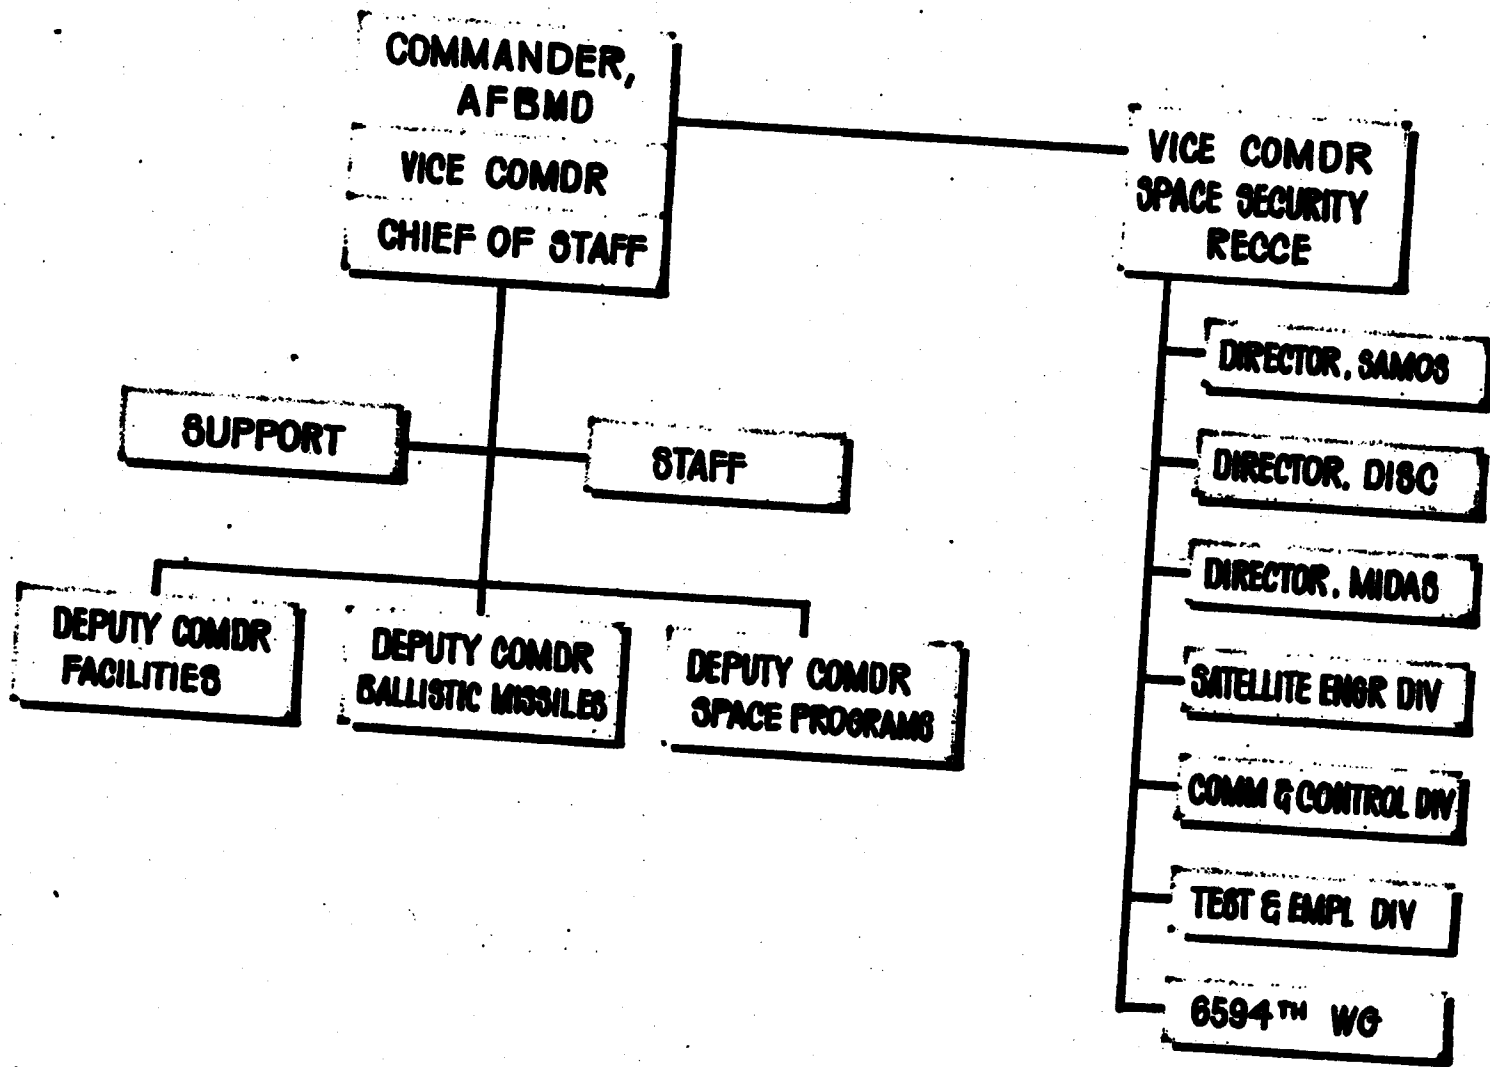 COMMANDER,
AFBMD
VICE COMDR
CHIEF OF STAFF
VICE COMDR
SPACE SECURITY
RECCE
SUPPORT
STAFF
DEPUTY COMDR
FACILITIES
DEPUTY COMDR
BALLISTIC MISSILES
DEPUTY COMDR
SPACE PROGRAMS
DIRECTOR. SAMOS
DIRECTOR. DISC
DIRECTOR. MIDAS
SATELLITE ENGR DIV
COMM & CONTROL DIV
TEST & EMPL DIV
6594TH WG